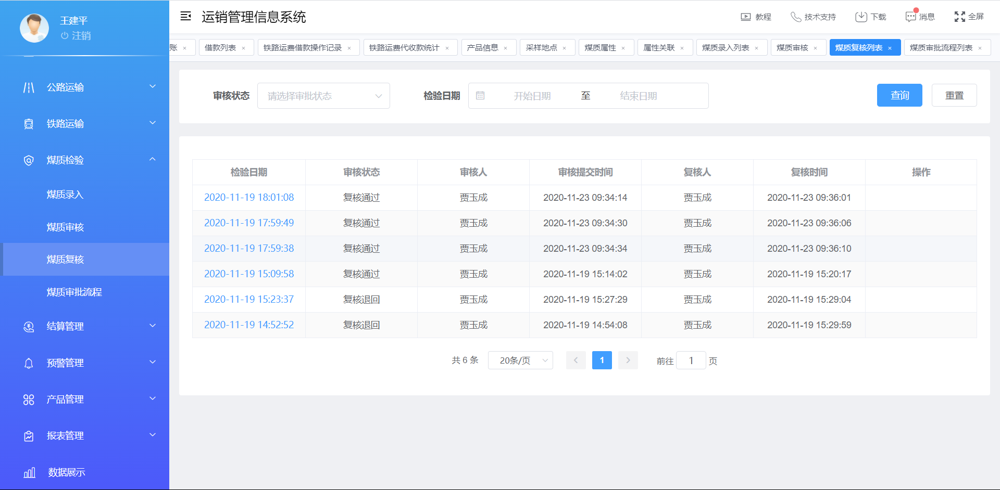 王建平
注销
公路运输
铁路运输
煤质检验
煤质录入
煤质审核
煤质复核
煤质审批流程
结算管理
预警管理
产品管理
报表管理
数据展示
运销管理信息系统
教程 技术支持 下载 消息 全屏
账 × 借款列表 × 铁路运费借款操作记录 × 铁路运费代收款统计 × 产品信息 × 采样地点 × 煤质属性 × 属性关联 × 煤质录入列表 × 煤质审核 × 煤质复核列表 × 煤质审批流程列表 ×
审核状态 请选择审批状态 检验日期 开始日期 至 结束日期 查询 重置
检验日期 审核状态 审核人 审核提交时间 复核人 复核时间 操作
2020-11-19 18:01:08 复核通过 贾玉成 2020-11-23 09:34:14 贾玉成 2020-11-23 09:36:01
2020-11-19 17:59:49 复核通过 贾玉成 2020-11-23 09:34:30 贾玉成 2020-11-23 09:36:06
2020-11-19 17:59:38 复核通过 贾玉成 2020-11-23 09:34:34 贾玉成 2020-11-23 09:36:10
2020-11-19 15:09:58 复核通过 贾玉成 2020-11-19 15:14:02 贾玉成 2020-11-19 15:20:17
2020-11-19 15:23:37 复核退回 贾玉成 2020-11-19 15:27:29 贾玉成 2020-11-19 15:29:04
2020-11-19 14:52:52 复核退回 贾玉成 2020-11-19 14:54:08 贾玉成 2020-11-19 15:29:59
共 6 条 20条/页 1 前往 1 页